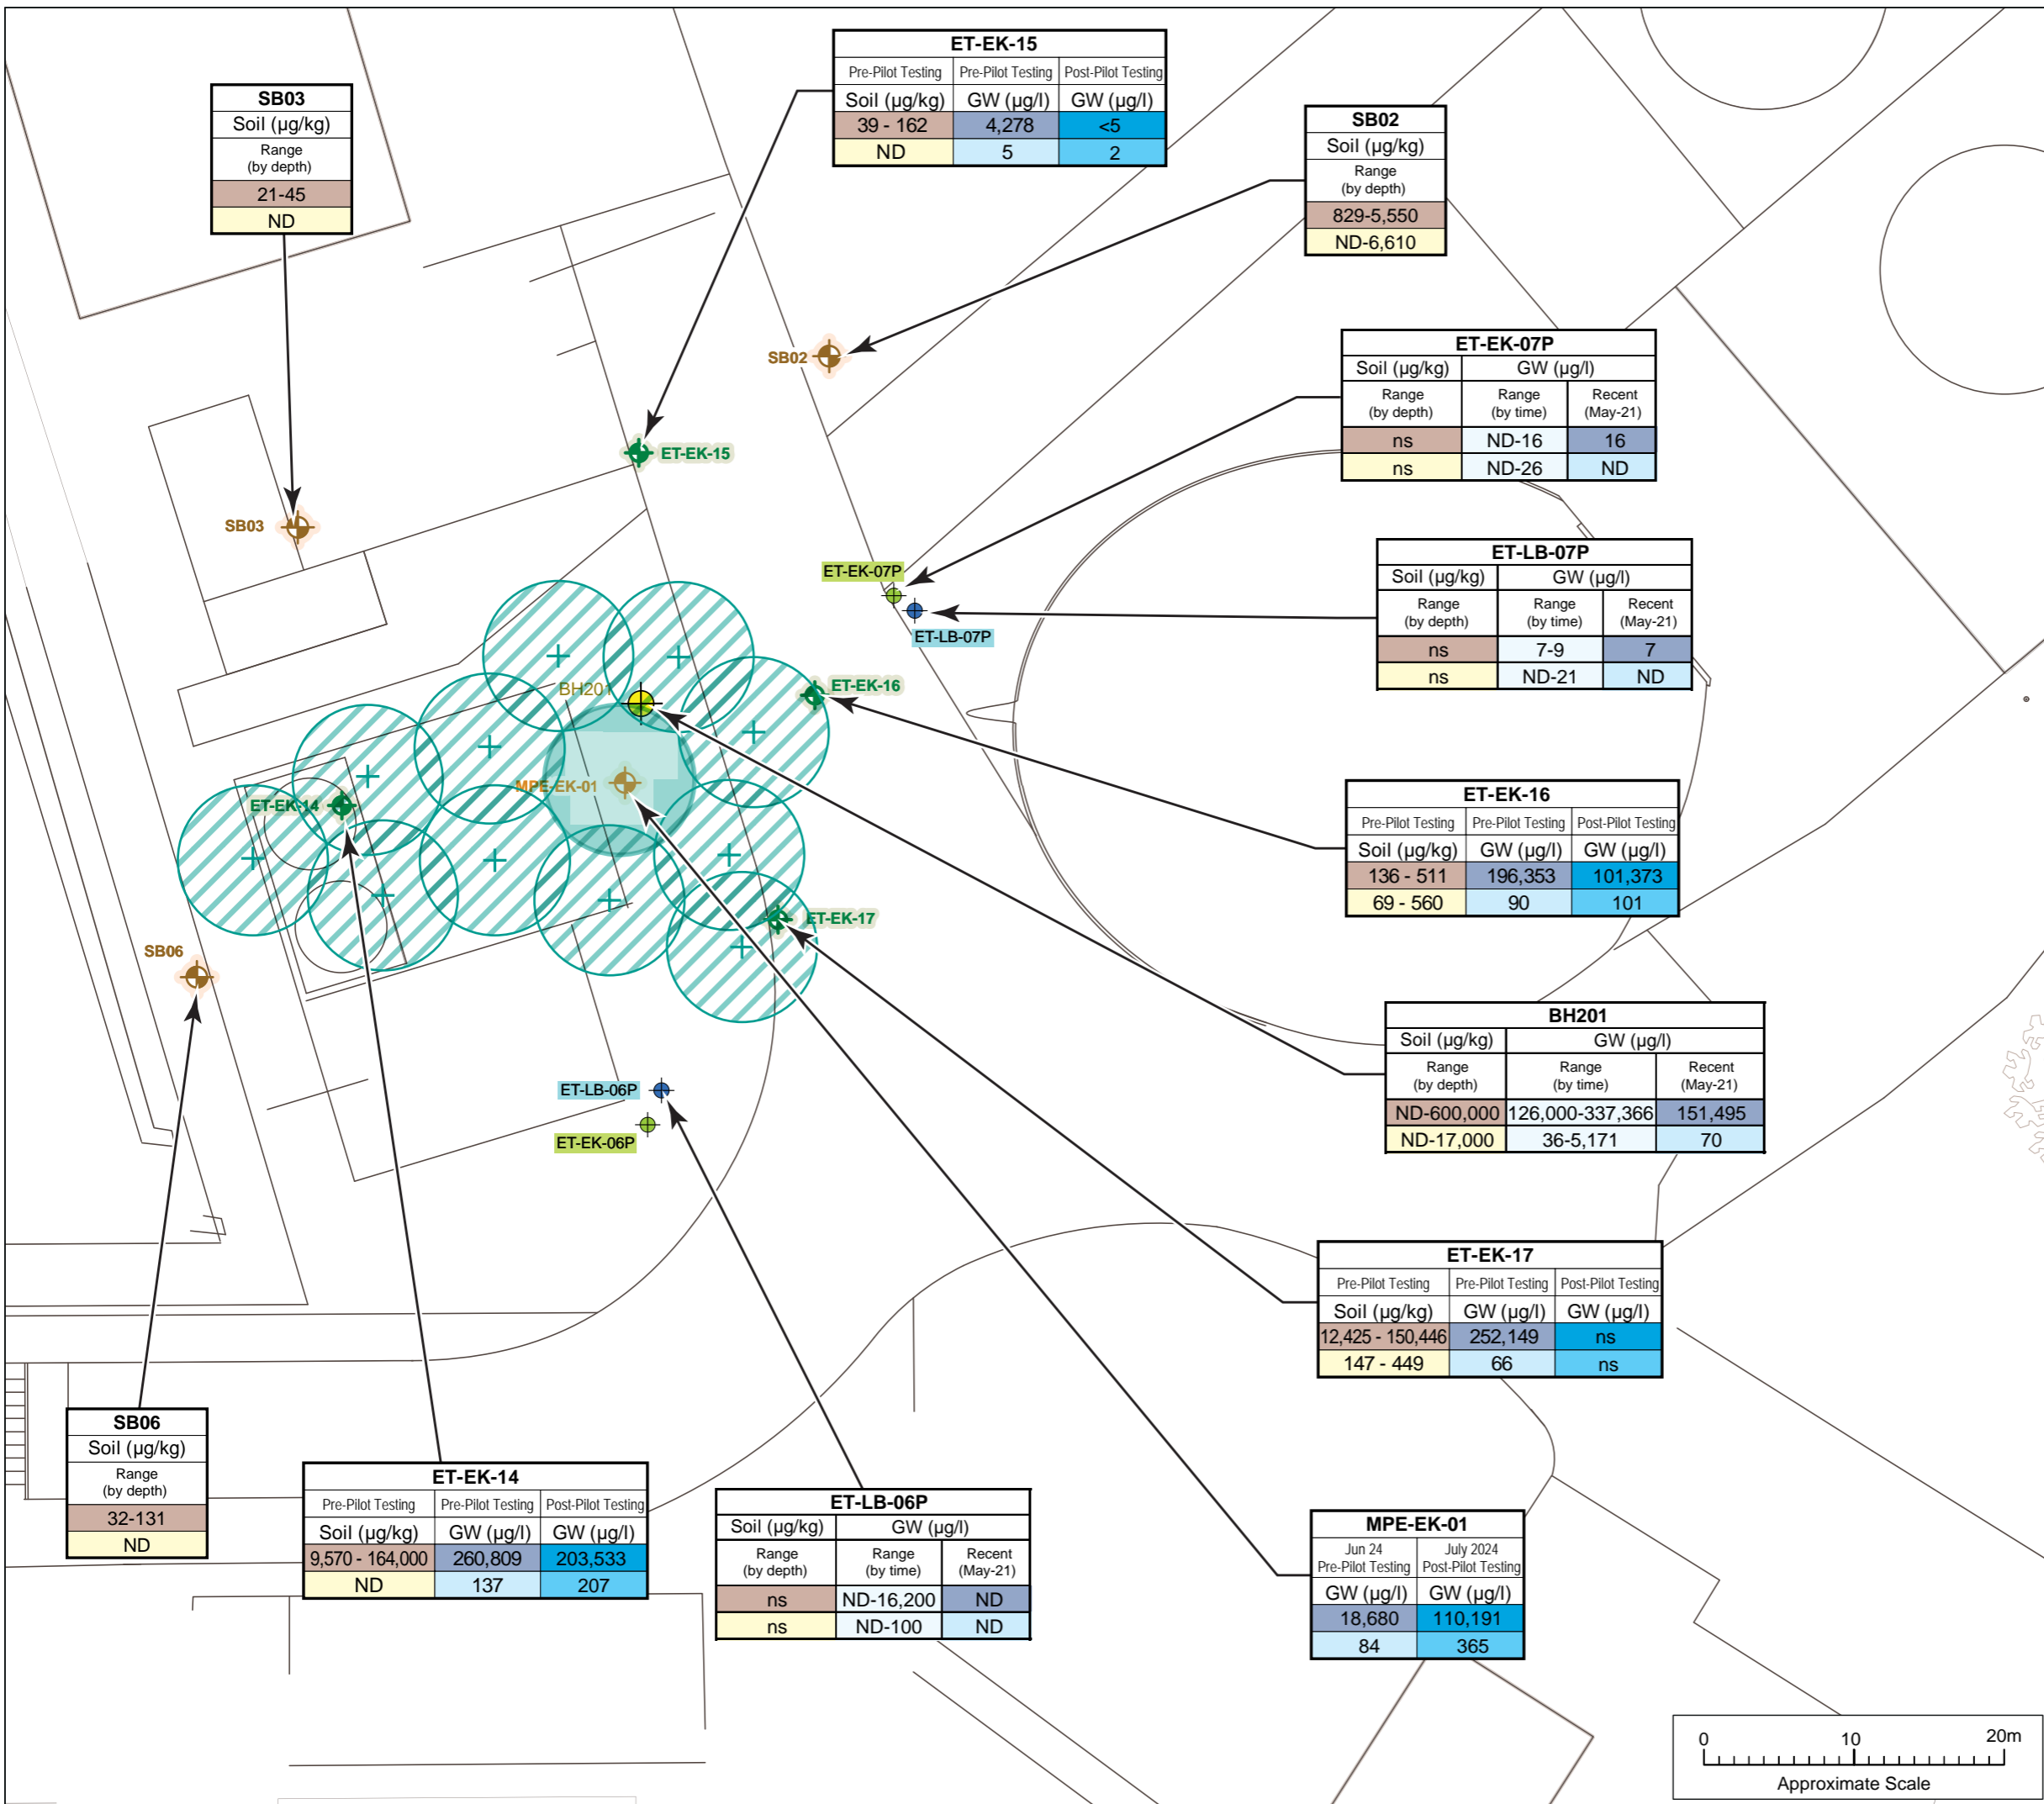 ET-EK-15
Pre-Pilot Testing Pre-Pilot Testing Post-Pilot Testing
Soil (µg/kg) GW (µg/l) GW (µg/l)
39 - 162 4,278 <5
ND 5 2
SB03
Soil (µg/kg)
Range
(by depth)
21-45
ND
SB02
Soil (µg/kg)
Range
(by depth)
829-5,550
ND-6,610
SB02
ET-EK-07P
Soil (µg/kg) GW (µg/l)
Range Range Recent
(by depth) (by time) (May-21)
ns ND-16 16
ns ND-26 ND
ET-EK-15
SB03
ET-EK-07P
ET-LB-07P
ET-LB-07P
Soil (µg/kg) GW (µg/l)
Range Range Recent
(by depth) (by time) (May-21)
ns 7-9 7
ns ND-21 ND
BH201
ET-EK-16
MPE-EK-01
ET-EK-14
ET-EK-17
SB06
ET-EK-16
Pre-Pilot Testing Pre-Pilot Testing Post-Pilot Testing
Soil (µg/kg) GW (µg/l) GW (µg/l)
136 - 511 196,353 101,373
69 - 560 90 101
BH201
Soil (µg/kg) GW (µg/l)
Range Range Recent
(by depth) (by time) (May-21)
ND-600,000 126,000-337,366 151,495
ND-17,000 36-5,171 70
ET-LB-06P
ET-EK-06P
ET-EK-17
Pre-Pilot Testing Pre-Pilot Testing Post-Pilot Testing
Soil (µg/kg) GW (µg/l) GW (µg/l)
12,425 - 150,446 252,149 ns
147 - 449 66 ns
SB06
Soil (µg/kg)
Range
(by depth)
32-131
ND
ET-EK-14
Pre-Pilot Testing Pre-Pilot Testing Post-Pilot Testing
Soil (µg/kg) GW (µg/l) GW (µg/l)
9,570 - 164,000 260,809 203,533
ND 137 207
ET-LB-06P
Soil (µg/kg) GW (µg/l)
Range Range Recent
(by depth) (by time) (May-21)
ns ND-16,200 ND
ns ND-100 ND
MPE-EK-01
Jun 24 July 2024
Pre-Pilot Testing Post-Pilot Testing
GW (µg/l) GW (µg/l)
18,680 110,191
84 365
0 10 20m
Approximate Scale